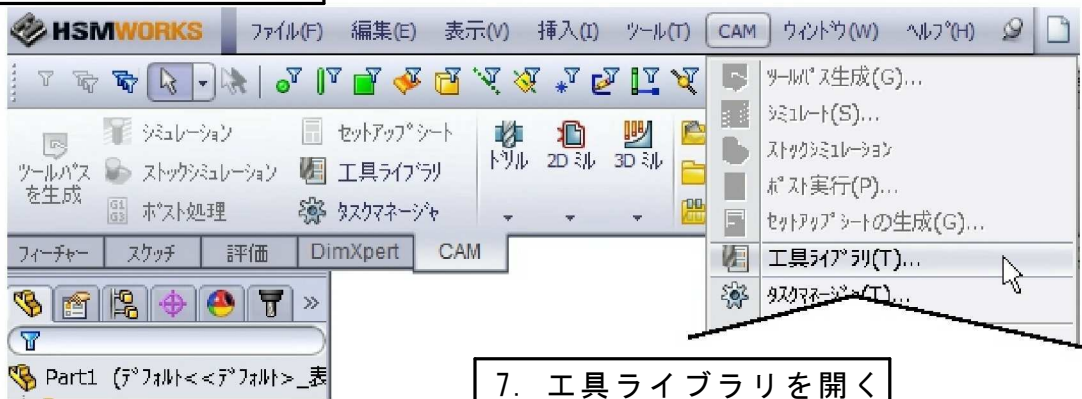 HSMWORKS ファイル(F) 編集(E) 表示(V) 挿入(I) ツール(T) CAM ウィンドウ(W) ヘルプ(H)
ツールパス生成(G)...
シミュレート(S)...
ストックシミュレーション
ポスト実行(P)...
セットアップシートの生成(G)...
工具ライブラリ(T)...
タスクマネージャ(T)...
ツールパス
を生成
シミュレーション
ストックシミュレーション
G1
G3
ポスト処理
セットアップシート
工具ライブラリ
タスクマネージャ
ドリル
2D ミル
3D ミル
フィーチャー スケッチ 評価 DimXpert CAM
Part1 (デフォルト<<デフォルト>_表
7. 工具ライブラリを開く